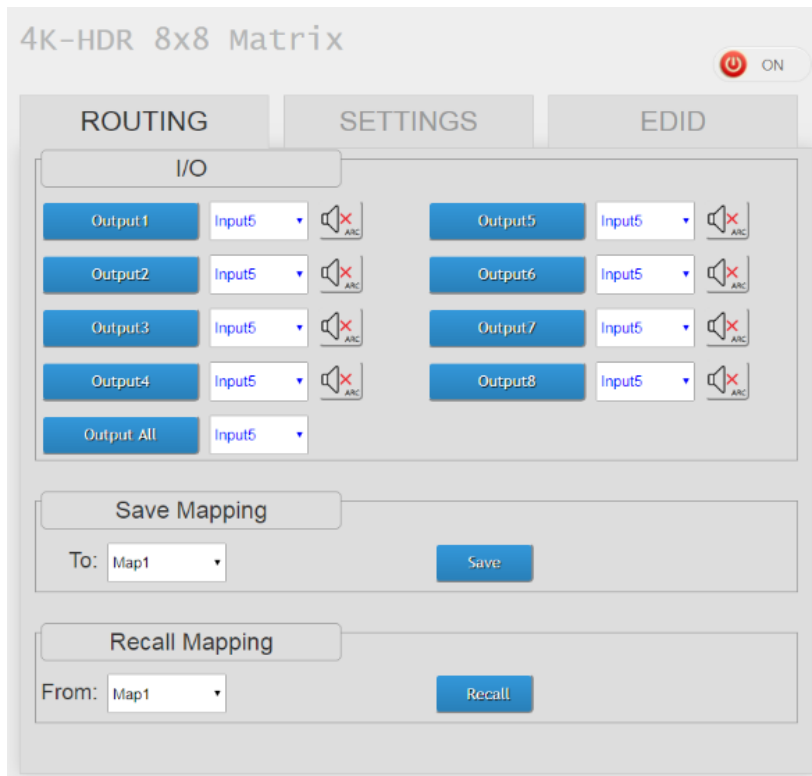 4K-HDR 8x8 Matrix
ON
ROUTING SETTINGS EDID
I/O
Output1 Input5 ARC Output5 Input5 ARC
Output2 Input5 ARC Output6 Input5 ARC
Output3 Input5 ARC Output7 Input5 ARC
Output4 Input5 ARC Output8 Input5 ARC
Output All Input5
Save Mapping
To: Map1 Save
Recall Mapping
From: Map1 Recall